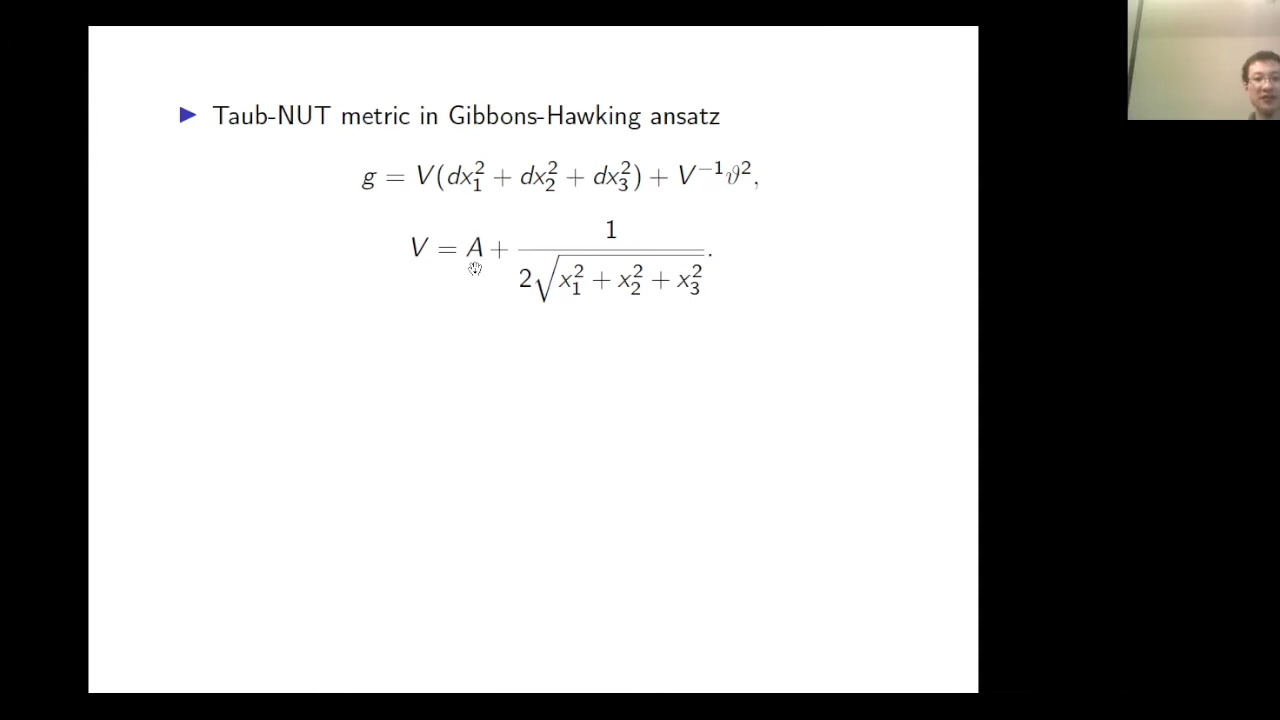 ▶ Taub-NUT metric in Gibbons-Hawking ansatz
g = V(dx₁² + dx₂² + dx₃²) + V⁻¹ϑ²,
V = A + 1 / (2√(x₁² + x₂² + x₃²)).